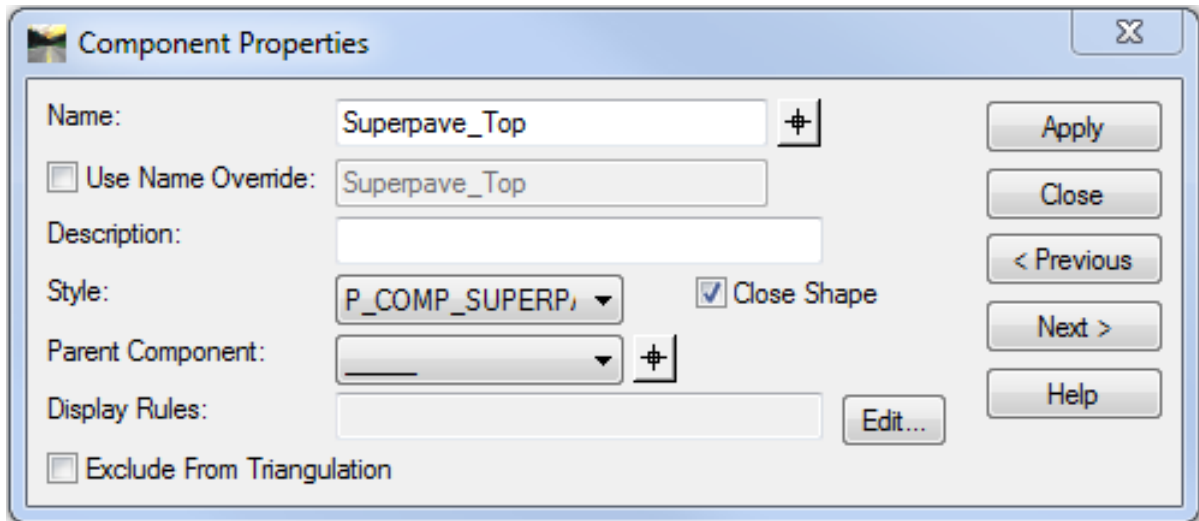 Component Properties
Name:
Superpave_Top
Apply
Use Name Override:
Superpave_Top
Close
Description:
< Previous
Style:
P_COMP_SUPERP
Close Shape
Next >
Parent Component:
_____
Display Rules:
Edit...
Help
Exclude From Triangulation